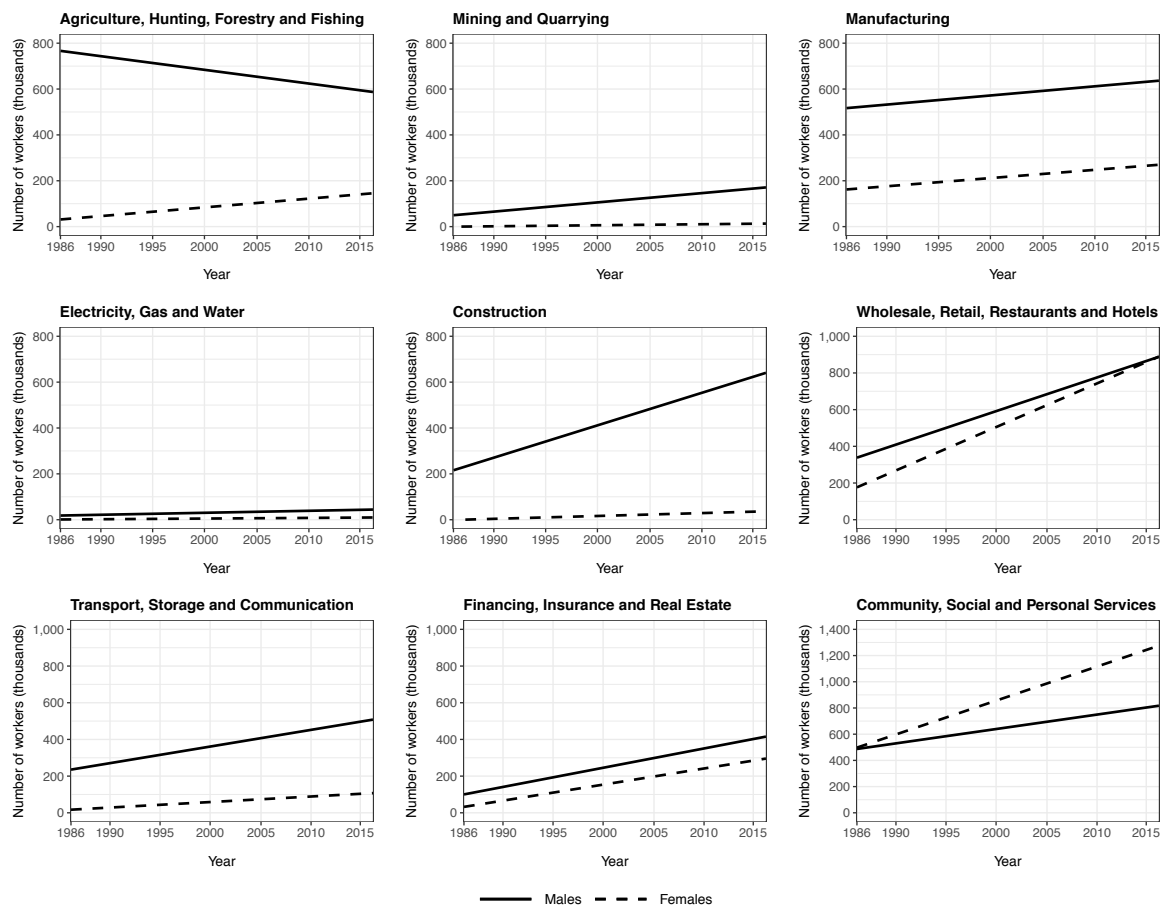 Agriculture, Hunting, Forestry and Fishing
Number of workers (thousands)
800
600
400
200
0
1986 1990 1995 2000 2005 2010 2015
Year
Mining and Quarrying
Number of workers (thousands)
800
600
400
200
0
1986 1990 1995 2000 2005 2010 2015
Year
Manufacturing
Number of workers (thousands)
800
600
400
200
0
1986 1990 1995 2000 2005 2010 2015
Year
Electricity, Gas and Water
Number of workers (thousands)
800
600
400
200
0
1986 1990 1995 2000 2005 2010 2015
Year
Construction
Number of workers (thousands)
800
600
400
200
0
1986 1990 1995 2000 2005 2010 2015
Year
Wholesale, Retail, Restaurants and Hotels
Number of workers (thousands)
1,000
800
600
400
200
0
1986 1990 1995 2000 2005 2010 2015
Year
Transport, Storage and Communication
Number of workers (thousands)
1,000
800
600
400
200
0
1986 1990 1995 2000 2005 2010 2015
Year
Financing, Insurance and Real Estate
Number of workers (thousands)
1,000
800
600
400
200
0
1986 1990 1995 2000 2005 2010 2015
Year
Community, Social and Personal Services
Number of workers (thousands)
1,400
1,200
1,000
800
600
400
200
0
1986 1990 1995 2000 2005 2010 2015
Year
Males Females